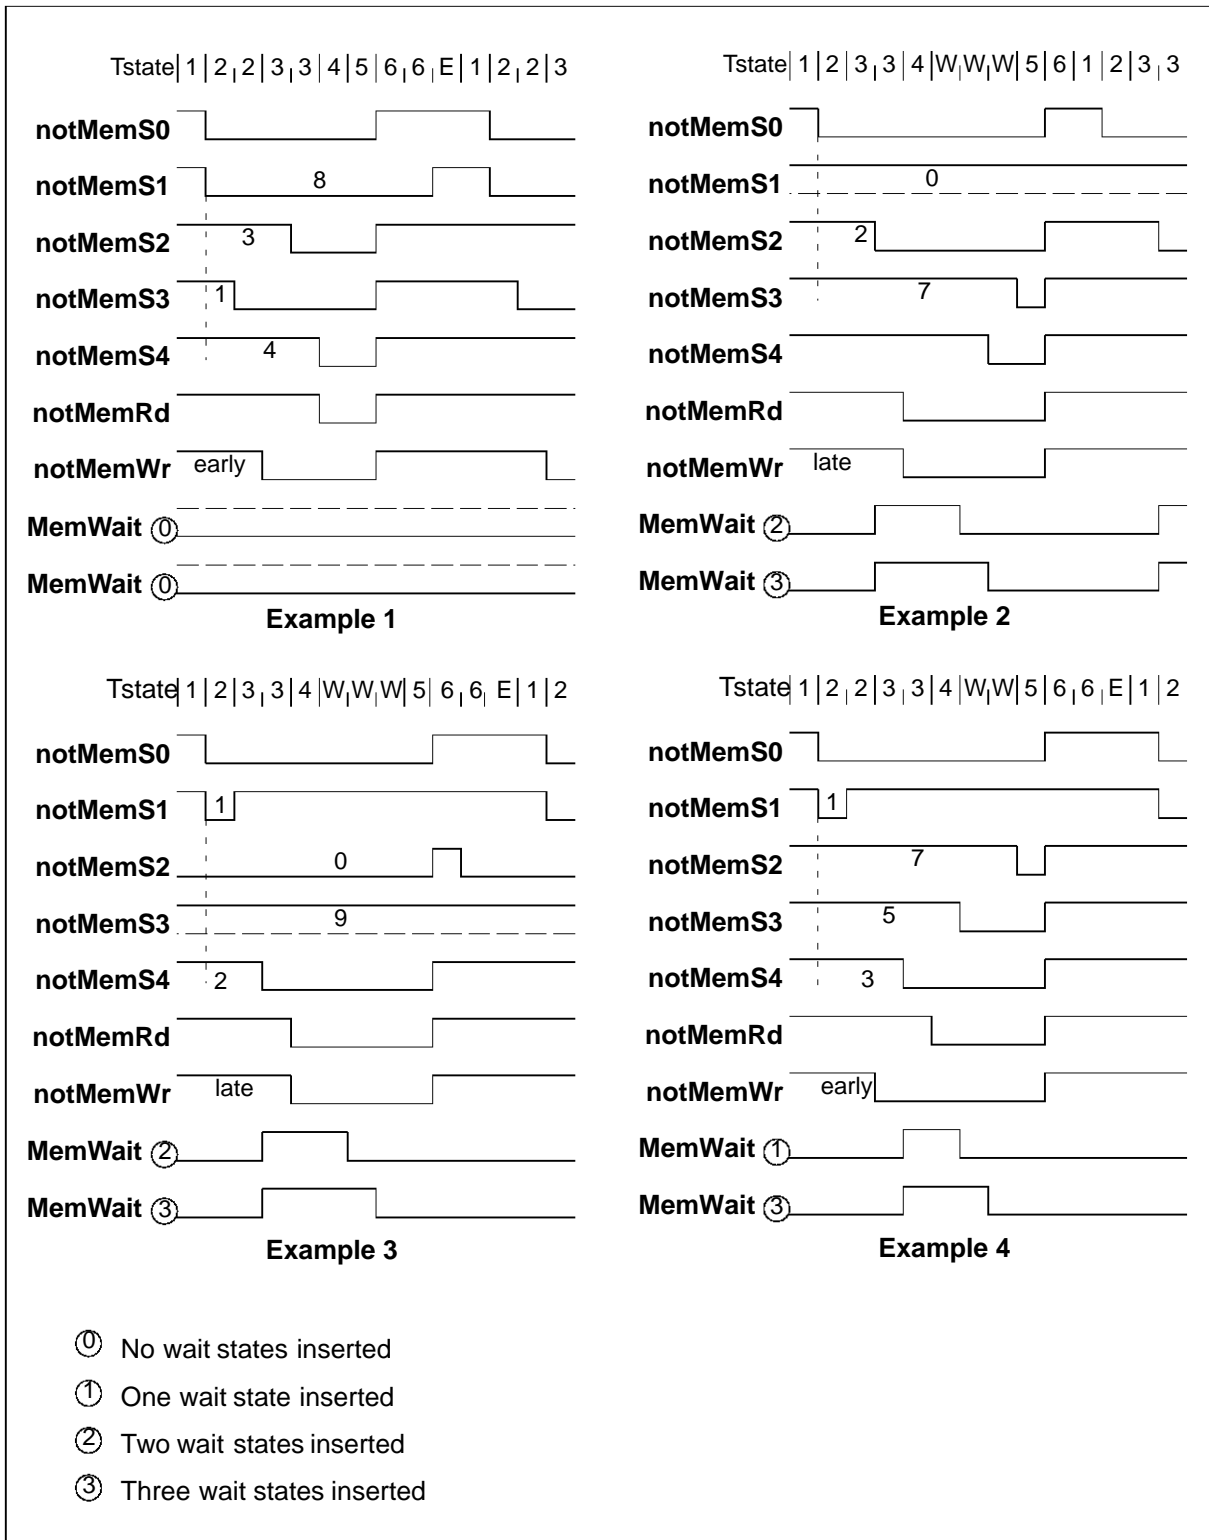 Tstate 1 2 2 3 3 4 5 6 6 E 1 2 2 3
notMemS0
notMemS1 8
notMemS2 3
notMemS3 1
notMemS4 4
notMemRd
notMemWr early
MemWait 0
MemWait 0
Example 1
Tstate 1 2 3 3 4 W W W 5 6 1 2 3 3
notMemS0
notMemS1 0
notMemS2 2
notMemS3 7
notMemS4
notMemRd
notMemWr late
MemWait 2
MemWait 3
Example 2
Tstate 1 2 3 3 4 W W W 5 6 6 E 1 2
notMemS0
notMemS1 1
notMemS2 0
notMemS3 9
notMemS4 2
notMemRd
notMemWr late
MemWait 2
MemWait 3
Example 3
Tstate 1 2 2 3 3 4 W W 5 6 6 E 1 2
notMemS0
notMemS1 1
notMemS2 7
notMemS3 5
notMemS4 3
notMemRd
notMemWr early
MemWait 1
MemWait 3
Example 4
0 No wait states inserted
1 One wait state inserted
2 Two wait states inserted
3 Three wait states inserted